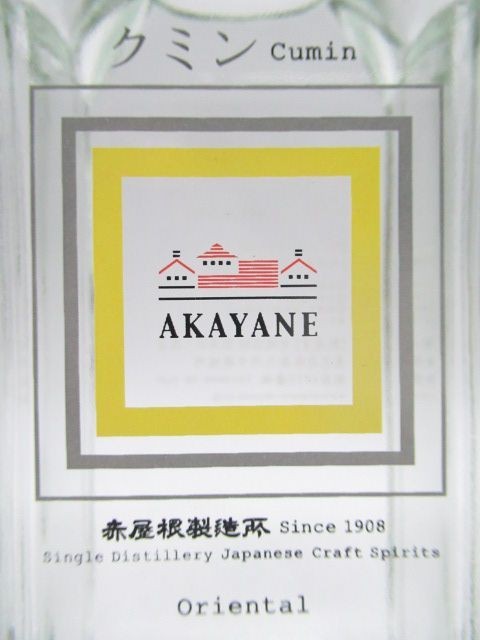 クミン Cumin
AKAYANE
赤屋根製造所 Since 1908
Single Distillery Japanese Craft Spirits
Oriental